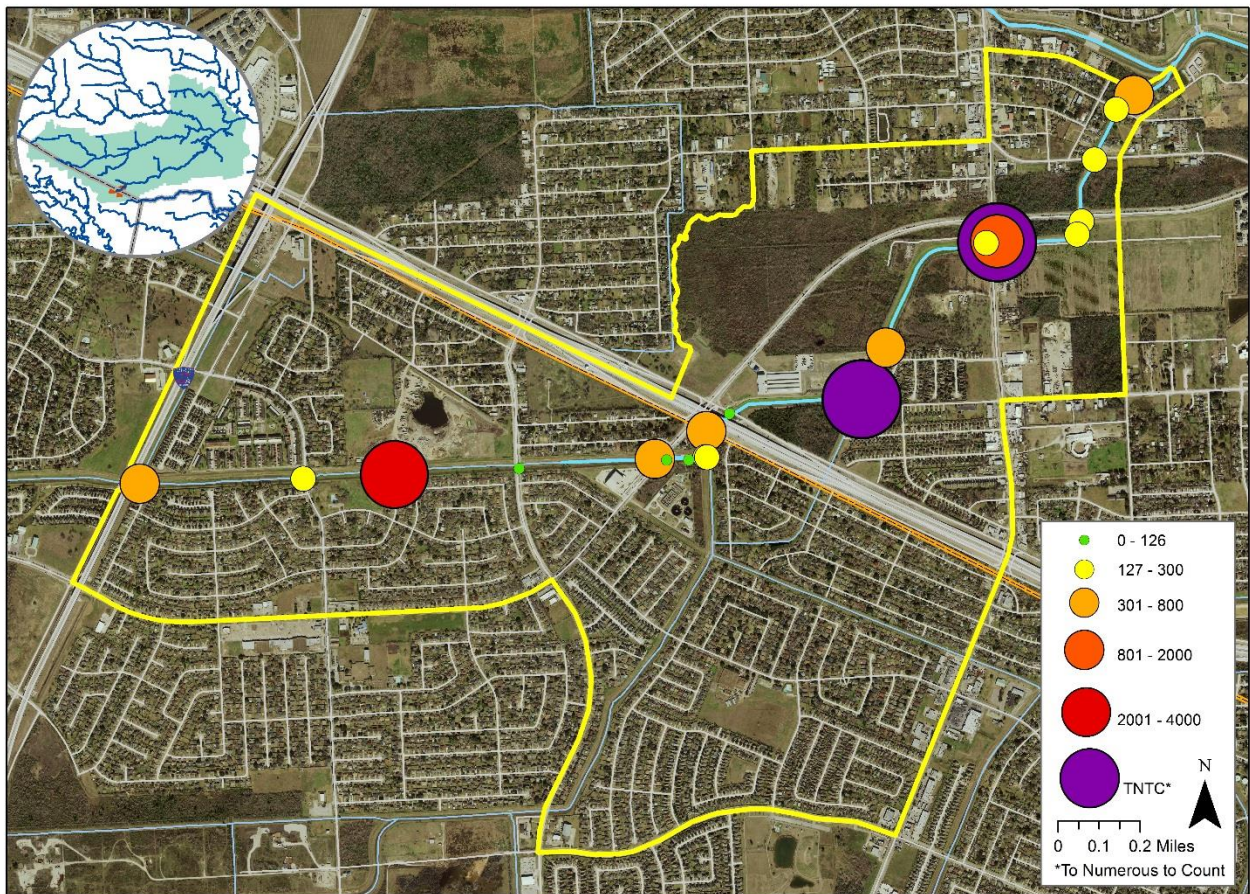 0 - 126
127 - 300
301 - 800
801 - 2000
2001 - 4000
TNTC*
N
0 0.1 0.2 Miles
*To Numerous to Count